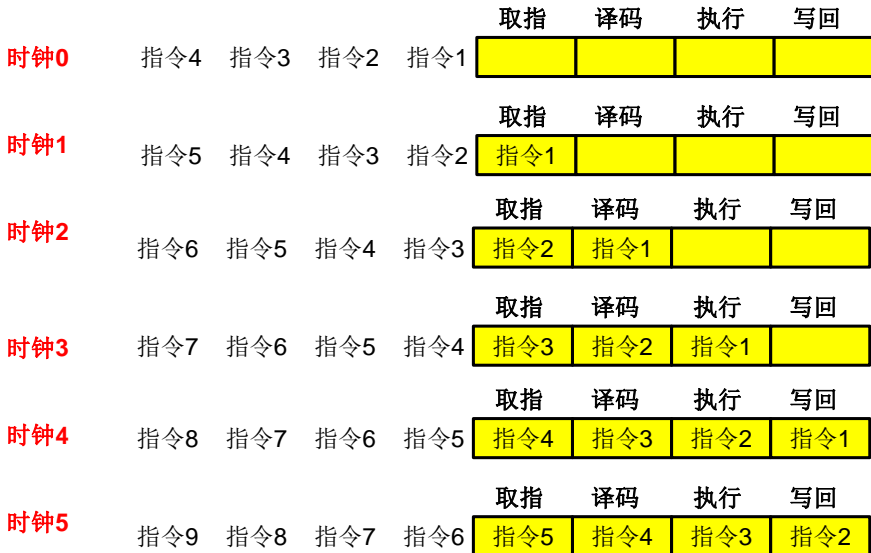 取指 译码 执行 写回
时钟0 指令4 指令3 指令2 指令1
取指 译码 执行 写回
时钟1 指令5 指令4 指令3 指令2 指令1
取指 译码 执行 写回
时钟2 指令6 指令5 指令4 指令3 指令2 指令1
取指 译码 执行 写回
时钟3 指令7 指令6 指令5 指令4 指令3 指令2 指令1
取指 译码 执行 写回
时钟4 指令8 指令7 指令6 指令5 指令4 指令3 指令2 指令1
取指 译码 执行 写回
时钟5 指令9 指令8 指令7 指令6 指令5 指令4 指令3 指令2